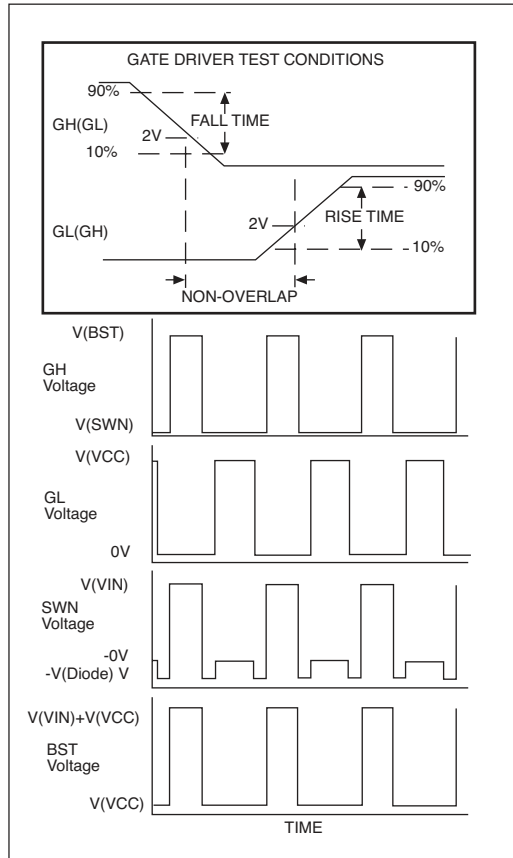 GATE DRIVER TEST CONDITIONS
90%
FALL TIME
GH(GL)
2V
10%
90%
RISE TIME
GL(GH)
2V
10%
NON-OVERLAP
V(BST)
GH
Voltage
V(SWN)
V(VCC)
GL
Voltage
0V
V(VIN)
SWN
Voltage
-0V
-V(Diode) V
V(VIN)+V(VCC)
BST
Voltage
V(VCC)
TIME